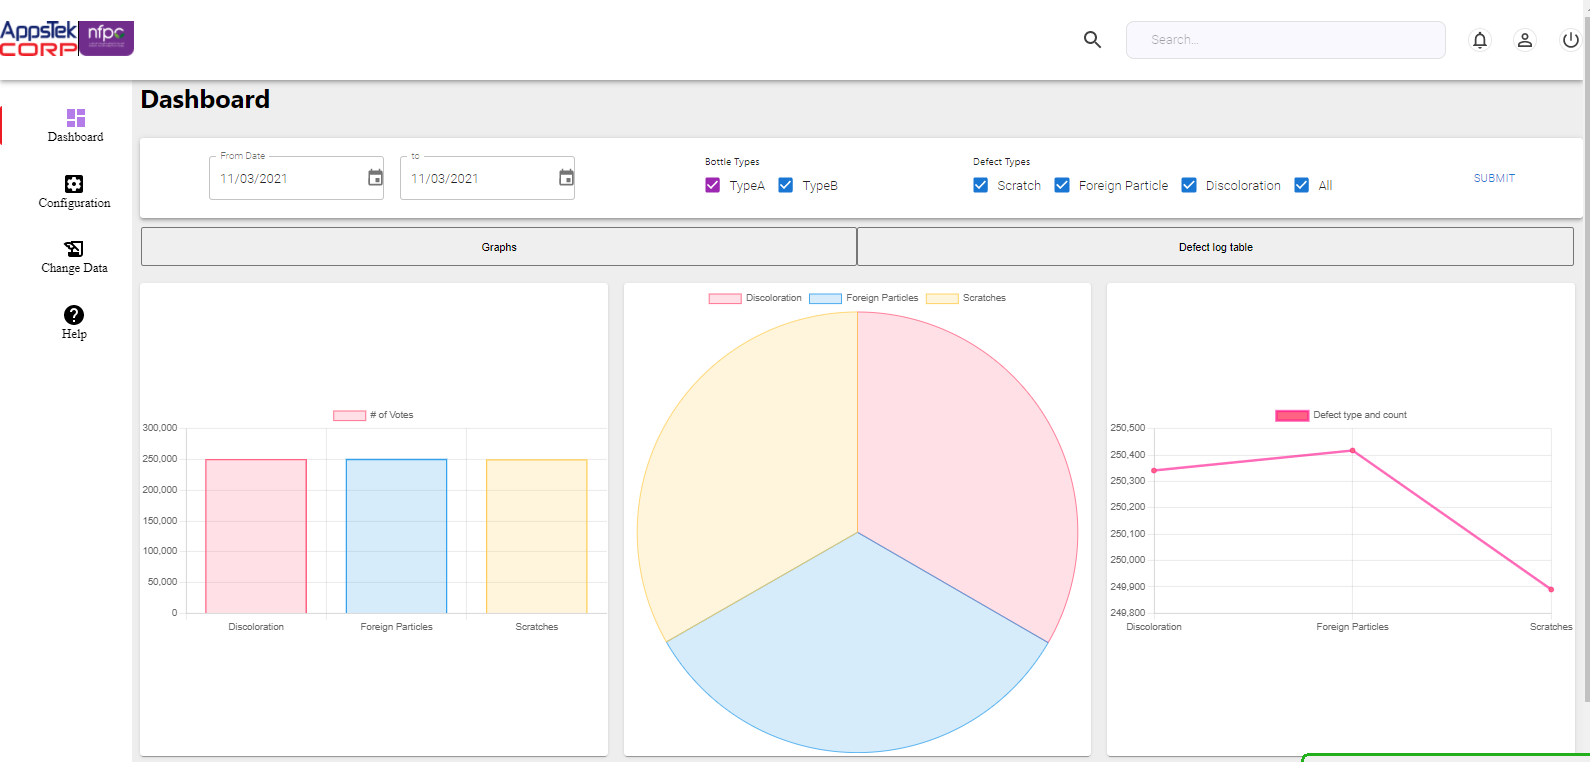 AppsTek
CORP
nfpc
Search...
Dashboard
Dashboard
Configuration
Change Data
Help
From Date
11/03/2021
to
11/03/2021
Bottle Types
TypeA TypeB
Defect Types
Scratch Foreign Particle Discoloration All
SUBMIT
Graphs
Defect log table
# of Votes
300,000
250,000
200,000
150,000
100,000
50,000
0
Discoloration Foreign Particles Scratches
Discoloration Foreign Particles Scratches
Defect type and count
250,500
250,400
250,300
250,200
250,100
250,000
249,900
249,800
Discoloration Foreign Particles Scratches